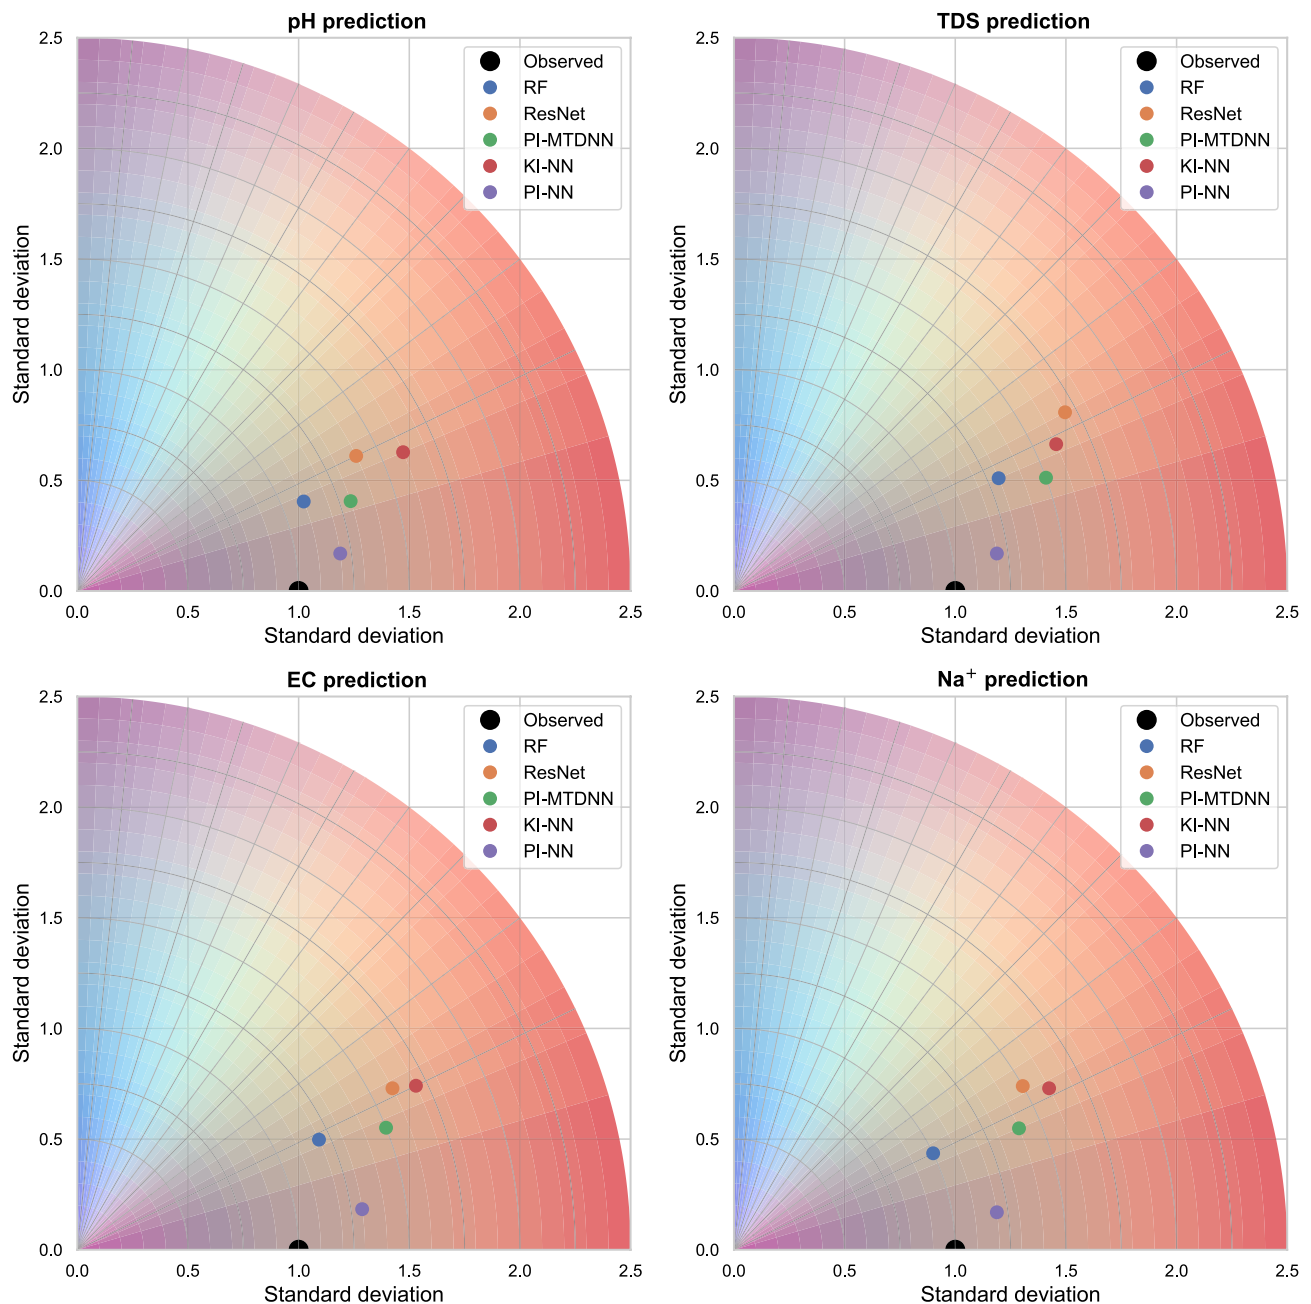 pH prediction
2.5
2.0
1.5
1.0
0.5
0.0
Standard deviation
0.0 0.5 1.0 1.5 2.0 2.5
Standard deviation
Observed
RF
ResNet
PI-MTDNN
KI-NN
PI-NN
TDS prediction
2.5
2.0
1.5
1.0
0.5
0.0
Standard deviation
0.0 0.5 1.0 1.5 2.0 2.5
Standard deviation
Observed
RF
ResNet
PI-MTDNN
KI-NN
PI-NN
EC prediction
2.5
2.0
1.5
1.0
0.5
0.0
Standard deviation
0.0 0.5 1.0 1.5 2.0 2.5
Standard deviation
Observed
RF
ResNet
PI-MTDNN
KI-NN
PI-NN
Na⁺ prediction
2.5
2.0
1.5
1.0
0.5
0.0
Standard deviation
0.0 0.5 1.0 1.5 2.0 2.5
Standard deviation
Observed
RF
ResNet
PI-MTDNN
KI-NN
PI-NN